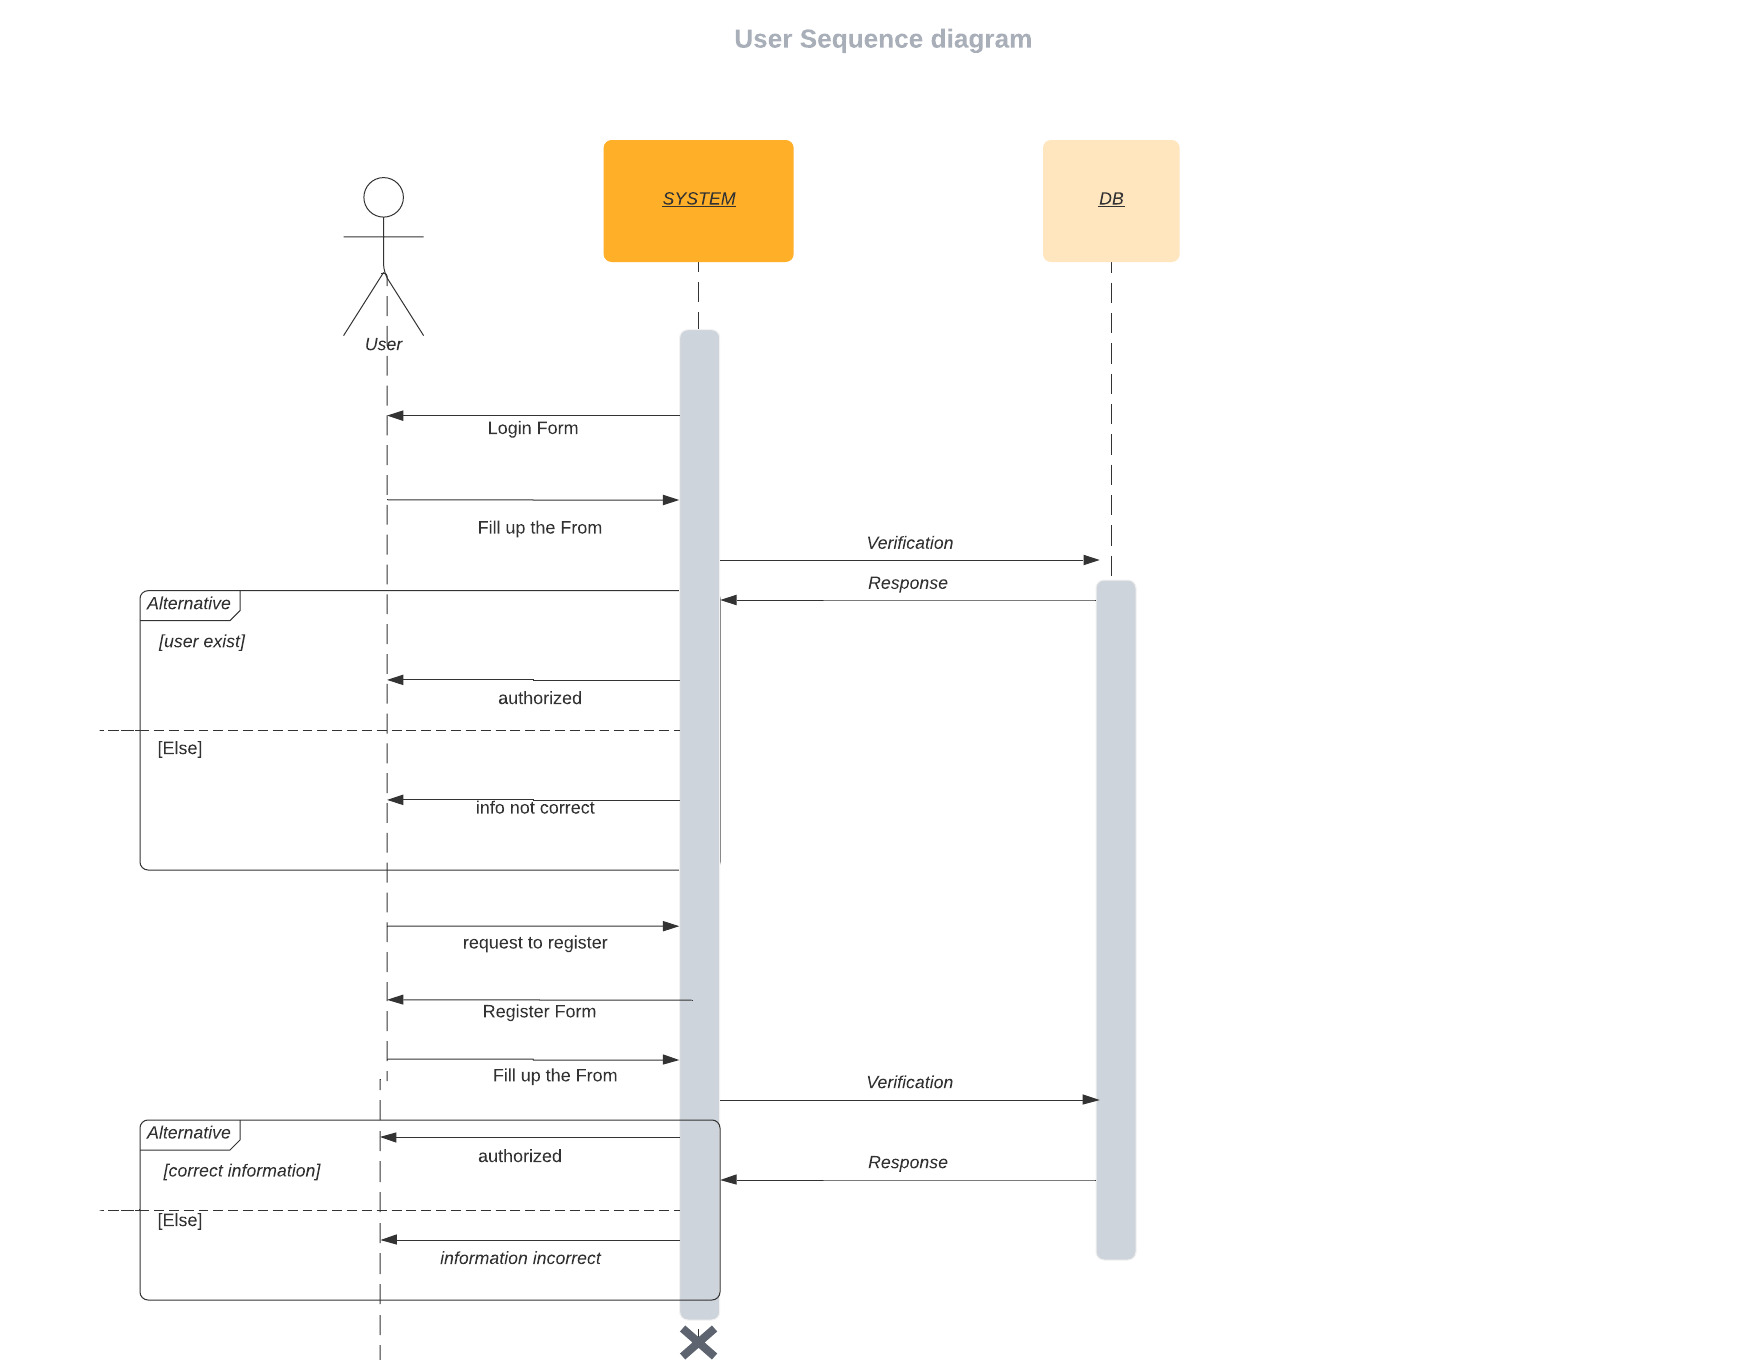 User Sequence diagram
SYSTEM
DB
User
Login Form
Fill up the From
Verification
Response
Alternative
[user exist]
authorized
[Else]
info not correct
request to register
Register Form
Fill up the From
Verification
Alternative
authorized
Response
[correct information]
[Else]
information incorrect